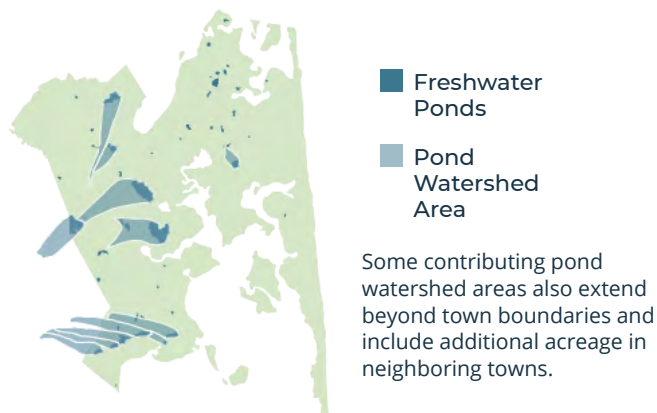 Freshwater
Ponds
Pond
Watershed
Area
Some contributing pond
watershed areas also extend
beyond town boundaries and
include additional acreage in
neighboring towns.